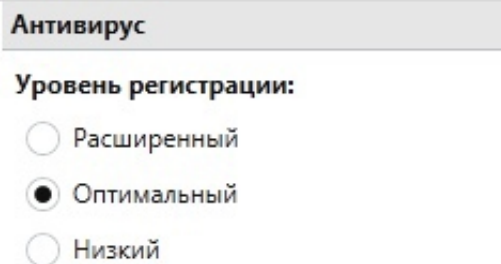 Антивирус
Уровень регистрации:
Расширенный
Оптимальный
Низкий